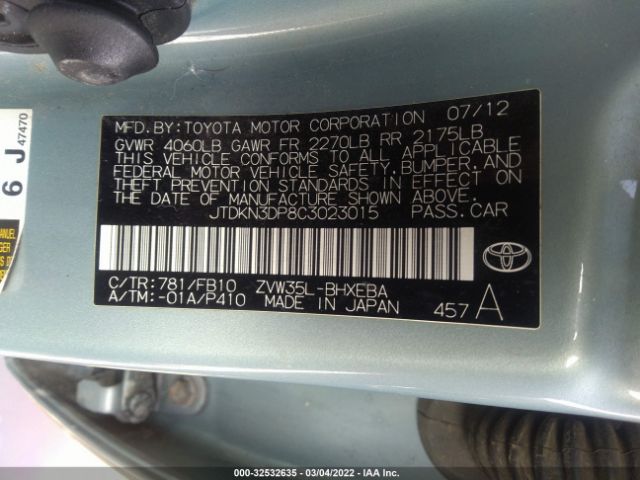 MFD.BY:TOYOTA MOTOR CORPORATION 07/12
GVWR 4060LB GAWR FR 2270LB RR 2175LB
THIS VEHICLE CONFORMS TO ALL APPLICABLE
FEDERAL MOTOR VEHICLE SAFETY,BUMPER,AND
THEFT PREVENTION STANDARDS IN EFFECT ON
THE DATE OF MANUFACTURE SHOWN ABOVE.
JTDKN3DP8C3023015 PASS.CAR
C/TR:781/FB10 ZVW35L-BHXEBA
A/TM:-01A/P410 MADE IN JAPAN 457 A
6 J 47470
000-32532635 - 03/04/2022 - IAA Inc.